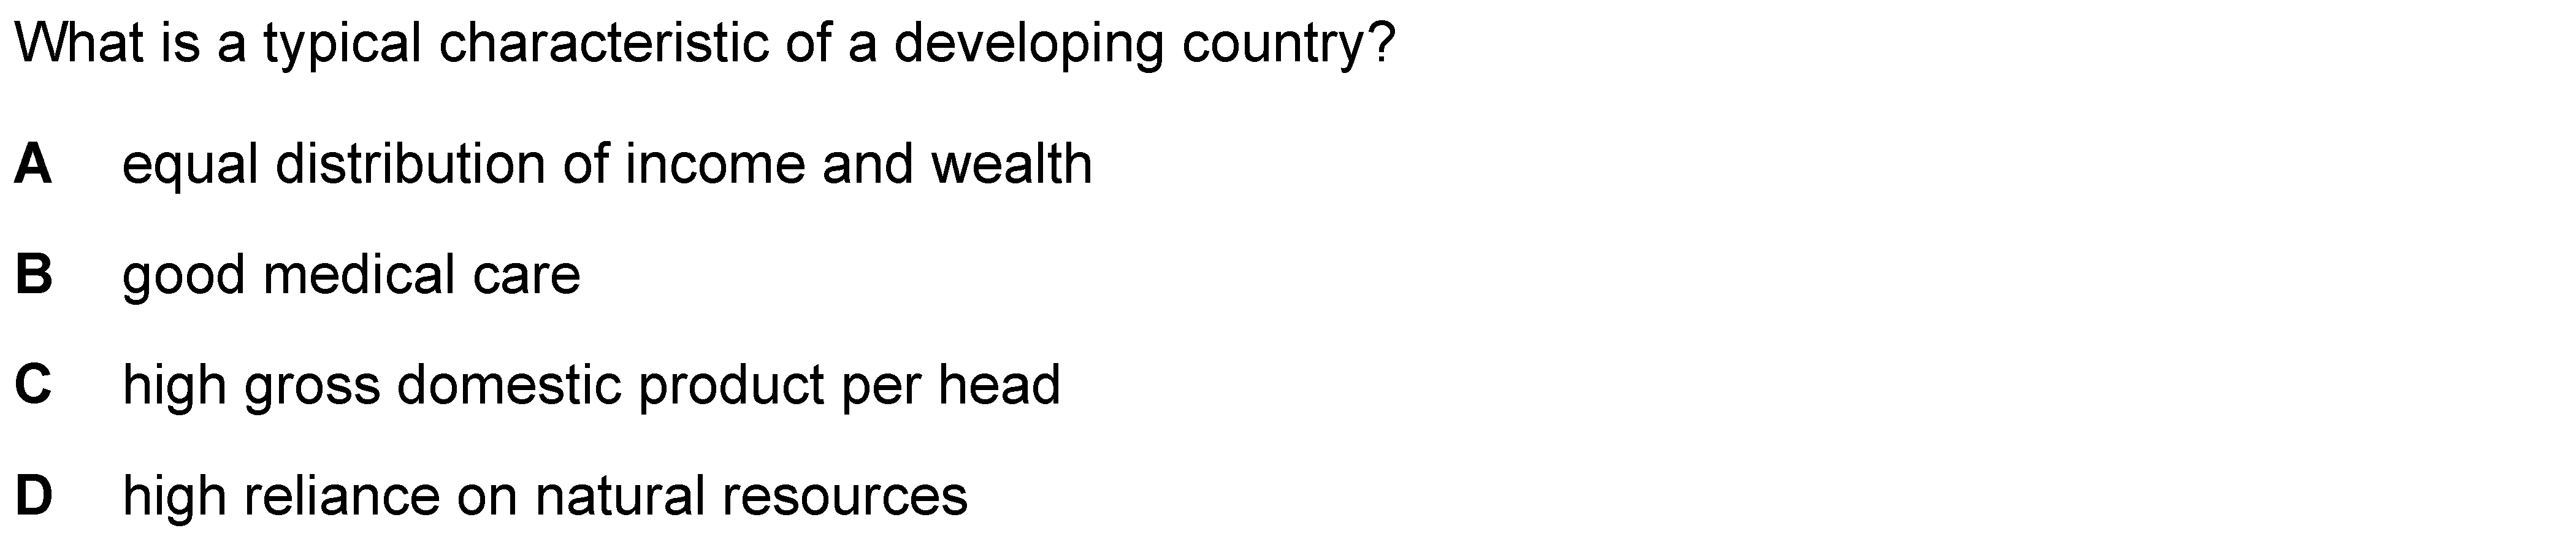 What is a typical characteristic of a developing country?
A equal distribution of income and wealth
B good medical care
C high gross domestic product per head
D high reliance on natural resources